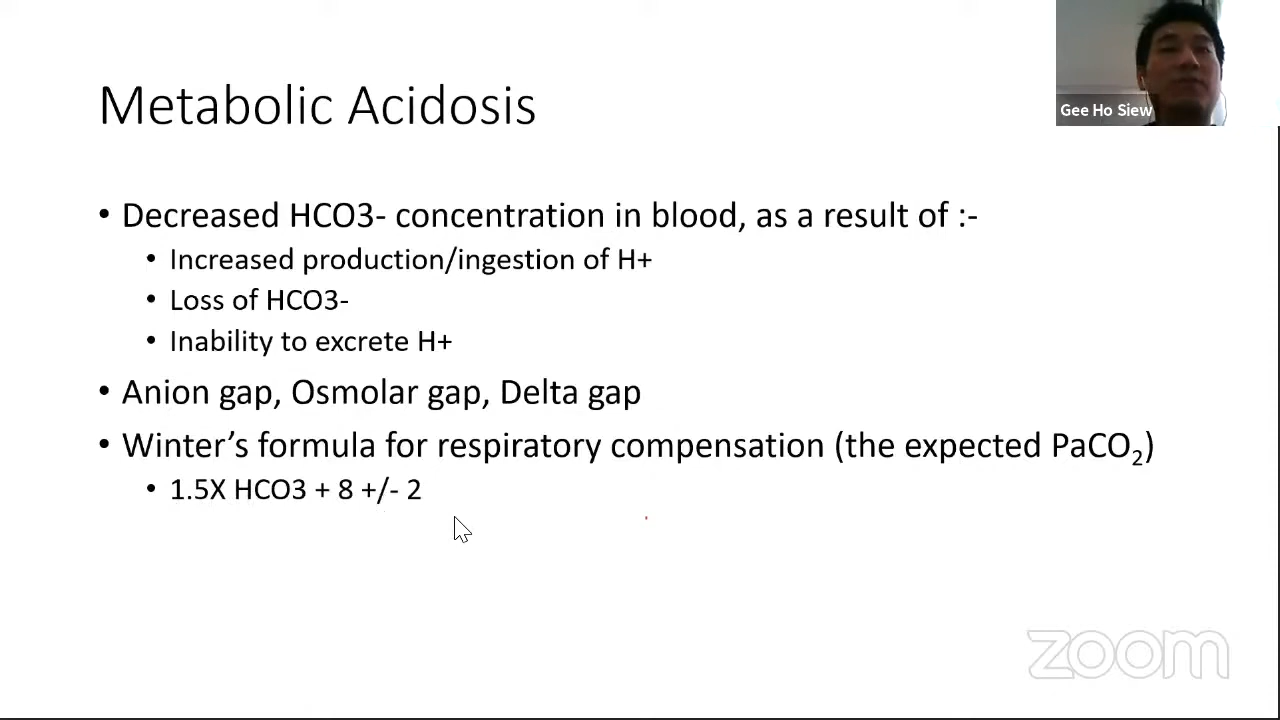 Metabolic Acidosis
Gee Ho Siew
• Decreased HCO3- concentration in blood, as a result of :-
• Increased production/ingestion of H+
• Loss of HCO3-
• Inability to excrete H+
• Anion gap, Osmolar gap, Delta gap
• Winter’s formula for respiratory compensation (the expected PaCO₂)
• 1.5X HCO3 + 8 +/- 2
zoom